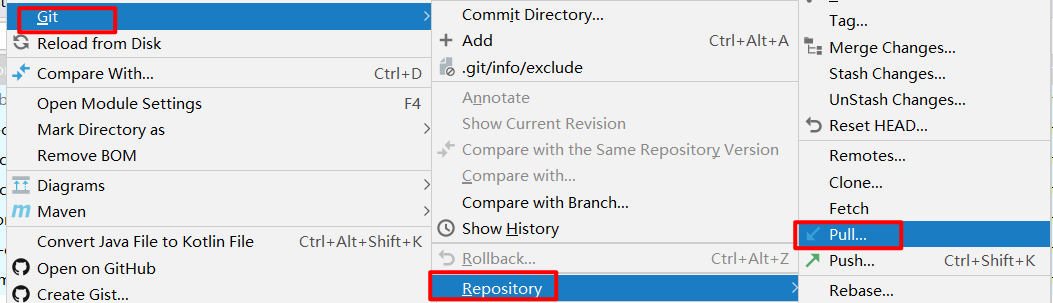 Git
Reload from Disk
Compare With... Ctrl+D
Open Module Settings F4
Mark Directory as
Remove BOM
Diagrams
Maven
Convert Java File to Kotlin File Ctrl+Alt+Shift+K
Open on GitHub
Create Gist...
Commit Directory...
Add Ctrl+Alt+A
.git/info/exclude
Annotate
Show Current Revision
Compare with the Same Repository Version
Compare with...
Compare with Branch...
Show History
Rollback... Ctrl+Alt+Z
Repository
Tag...
Merge Changes...
Stash Changes...
UnStash Changes...
Reset HEAD...
Remotes...
Clone...
Fetch
Pull...
Push... Ctrl+Shift+K
Rebase...